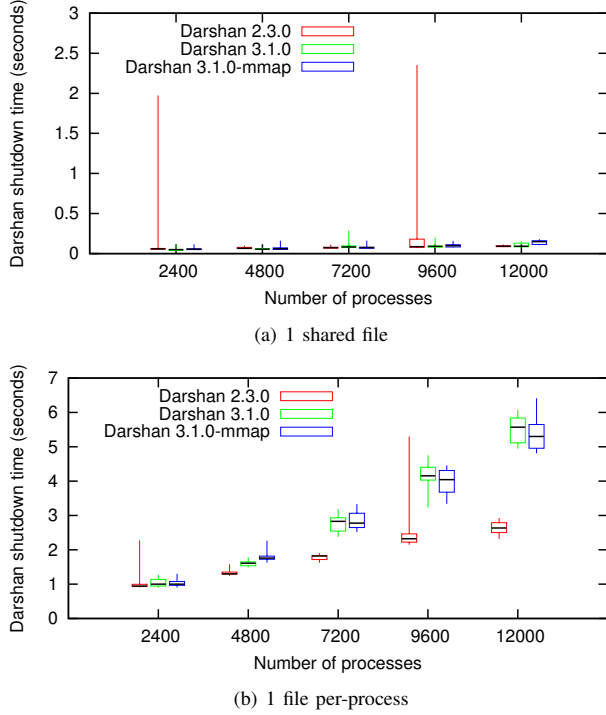 3
2.5
2
1.5
1
0.5
0
Darshan shutdown time (seconds)
Darshan 2.3.0
Darshan 3.1.0
Darshan 3.1.0-mmap
2400 4800 7200 9600 12000
Number of processes
(a) 1 shared file
7
6
5
4
3
2
1
0
Darshan shutdown time (seconds)
Darshan 2.3.0
Darshan 3.1.0
Darshan 3.1.0-mmap
2400 4800 7200 9600 12000
Number of processes
(b) 1 file per-process